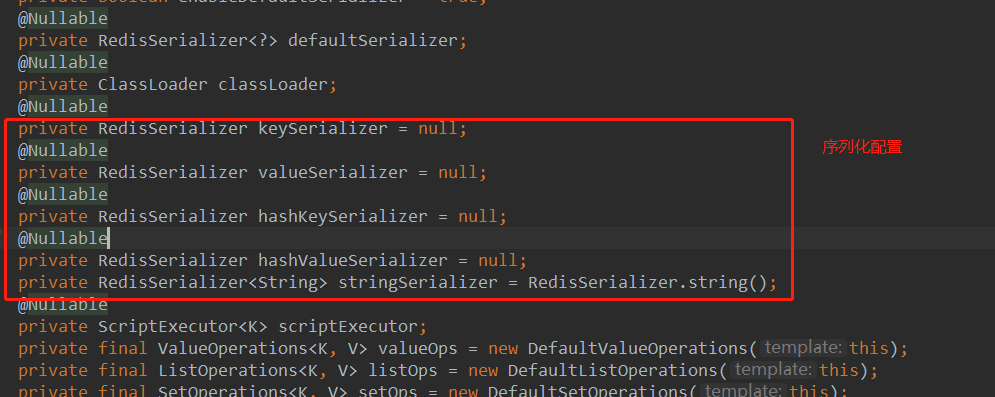 private boolean enableDefaultSerializer = true;
@Nullable
private RedisSerializer<?> defaultSerializer;
@Nullable
private ClassLoader classLoader;
@Nullable
private RedisSerializer keySerializer = null;
序列化配置
@Nullable
private RedisSerializer valueSerializer = null;
@Nullable
private RedisSerializer hashKeySerializer = null;
@Nullable
private RedisSerializer hashValueSerializer = null;
private RedisSerializer<String> stringSerializer = RedisSerializer.string();
@Nullable
private ScriptExecutor<K> scriptExecutor;
private final ValueOperations<K, V> valueOps = new DefaultValueOperations( template: this);
private final ListOperations<K, V> listOps = new DefaultListOperations( template: this);
private final SetOperations<K, V> setOps = new DefaultSetOperations( template: this);